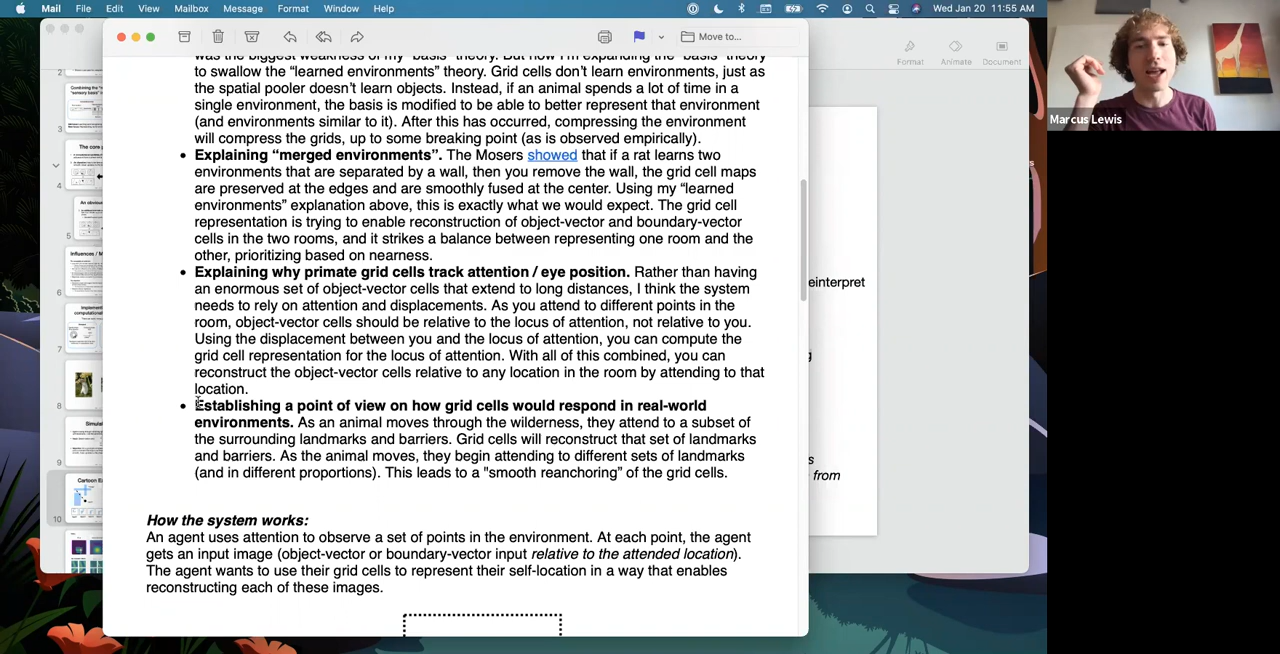 Mail File Edit View Mailbox Message Format Window Help Wed Jan 20 11:55 AM
Move to...
Format Animate Document
was the biggest weakness of my "basis" theory. But now I'm expanding the "basis" theory
to swallow the "learned environments" theory. Grid cells don't learn environments, just as
the spatial pooler doesn't learn objects. Instead, if an animal spends a lot of time in a
single environment, the basis is modified to be able to better represent that environment
(and environments similar to it). After this has occurred, compressing the environment
will compress the grids, up to some breaking point (as is observed empirically).
• Explaining "merged environments". The Mosers showed that if a rat learns two
environments that are separated by a wall, then you remove the wall, the grid cell maps
are preserved at the edges and are smoothly fused at the center. Using my "learned
environments" explanation above, this is exactly what we would expect. The grid cell
representation is trying to enable reconstruction of object-vector and boundary-vector
cells in the two rooms, and it strikes a balance between representing one room and the
other, prioritizing based on nearness.
• Explaining why primate grid cells track attention / eye position. Rather than having
an enormous set of object-vector cells that extend to long distances, I think the system
needs to rely on attention and displacements. As you attend to different points in the
room, object-vector cells should be relative to the locus of attention, not relative to you.
Using the displacement between you and the locus of attention, you can compute the
grid cell representation for the locus of attention. With all of this combined, you can
reconstruct the object-vector cells relative to any location in the room by attending to that
location.
• Establishing a point of view on how grid cells would respond in real-world
environments. As an animal moves through the wilderness, they attend to a subset of
the surrounding landmarks and barriers. Grid cells will reconstruct that set of landmarks
and barriers. As the animal moves, they begin attending to different sets of landmarks
(and in different proportions). This leads to a "smooth reanchoring" of the grid cells.
How the system works:
An agent uses attention to observe a set of points in the environment. At each point, the agent
gets an input image (object-vector or boundary-vector input relative to the attended location).
The agent wants to use their grid cells to represent their self-location in a way that enables
reconstructing each of these images.
2
3
4
5
6
7
8
9
10
The core
An obvious
Influences / M
Simula
Cartoon E
einterpret
g
s
from
Marcus Lewis